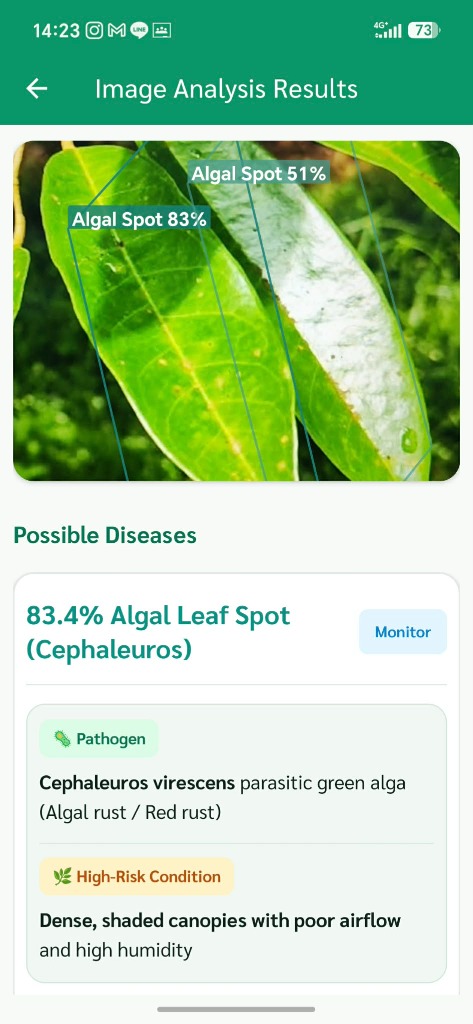 14:23
4G+
73
Image Analysis Results
Algal Spot 51%
Algal Spot 83%
Possible Diseases
83.4% Algal Leaf Spot
(Cephaleuros)
Monitor
Pathogen
Cephaleuros virescens parasitic green alga
(Algal rust / Red rust)
High-Risk Condition
Dense, shaded canopies with poor airflow
and high humidity